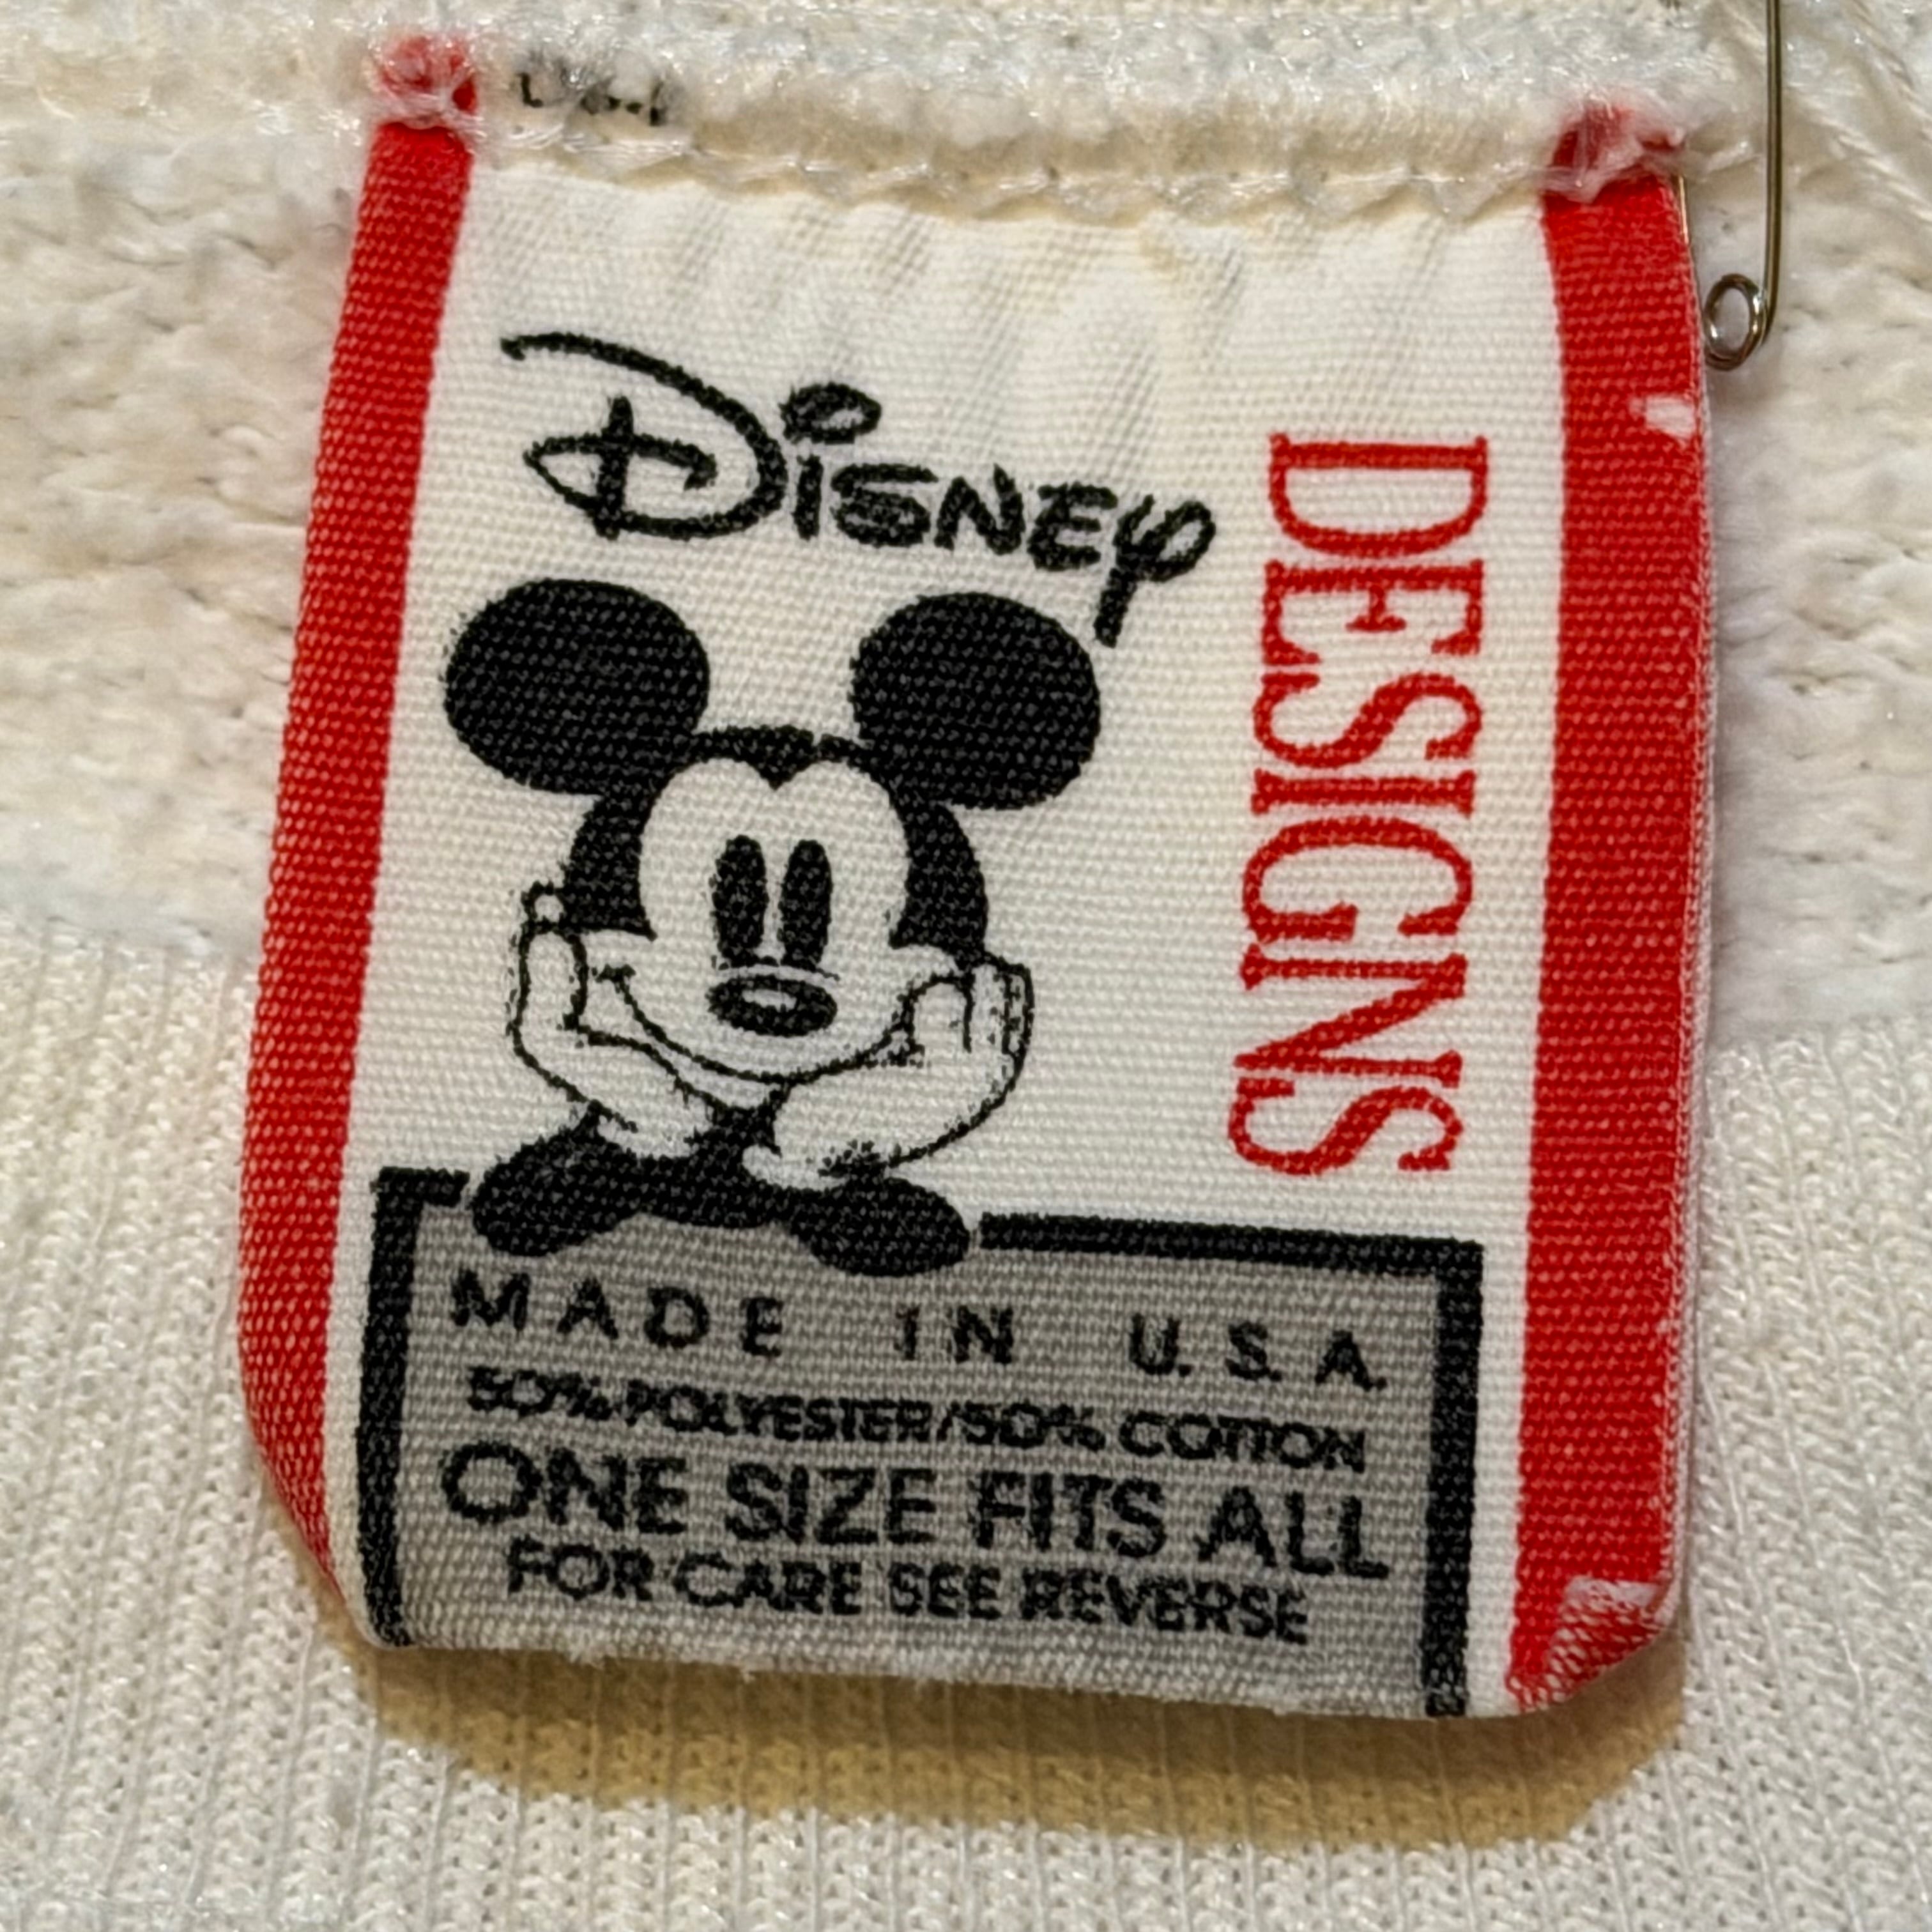 Disney
DESIGNS
MADE IN U.S.A.
50% POLYESTER/50% COTTON
ONE SIZE FITS ALL
FOR CARE SEE REVERSE